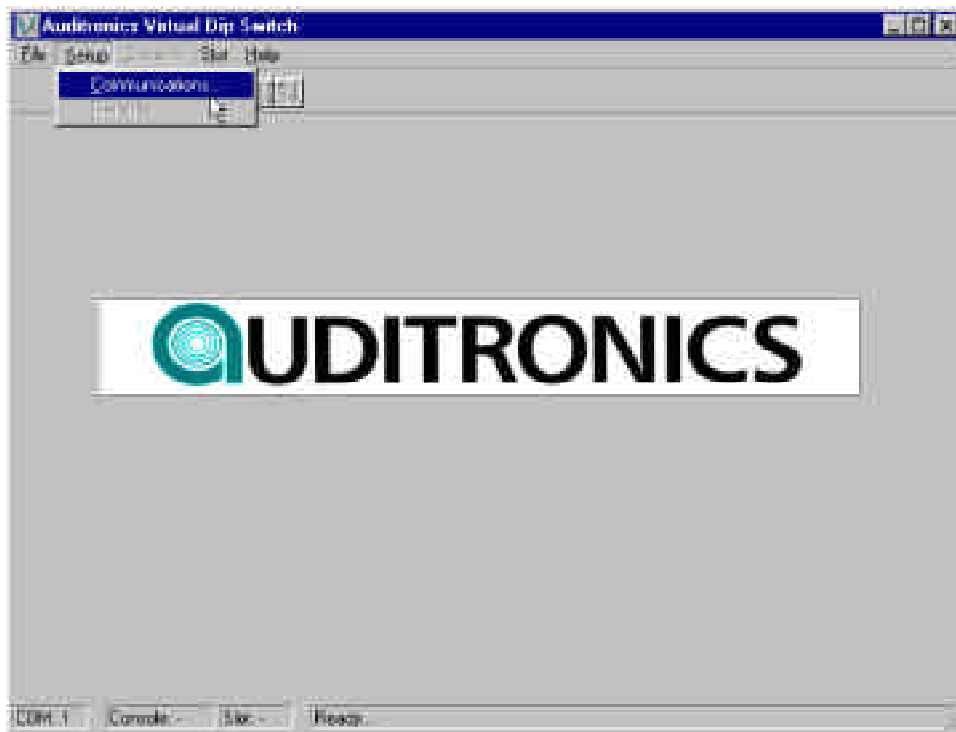 Auditronics Virtual Dip Switch
File Setup Slot Help
Communications...
AUDITRONICS
COM: 1 Console: - Slot: - Ready...